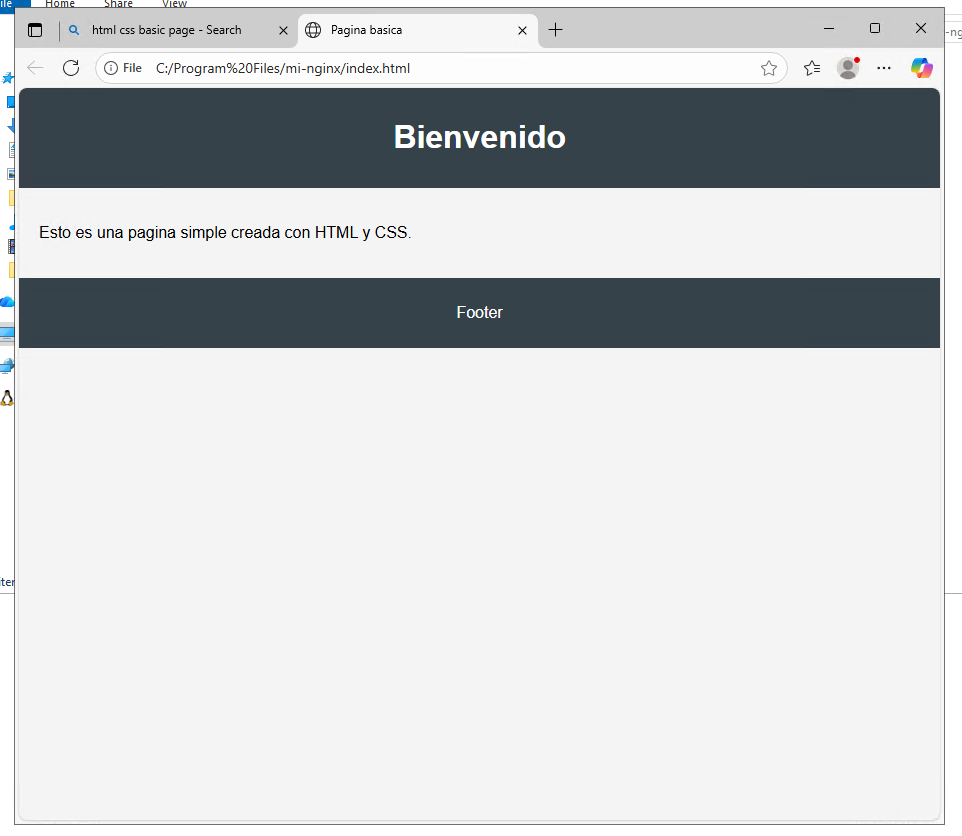 Home Share View
html css basic page - Search
Pagina basica
File C:/Program%20Files/mi-nginx/index.html
Bienvenido
Esto es una pagina simple creada con HTML y CSS.
Footer